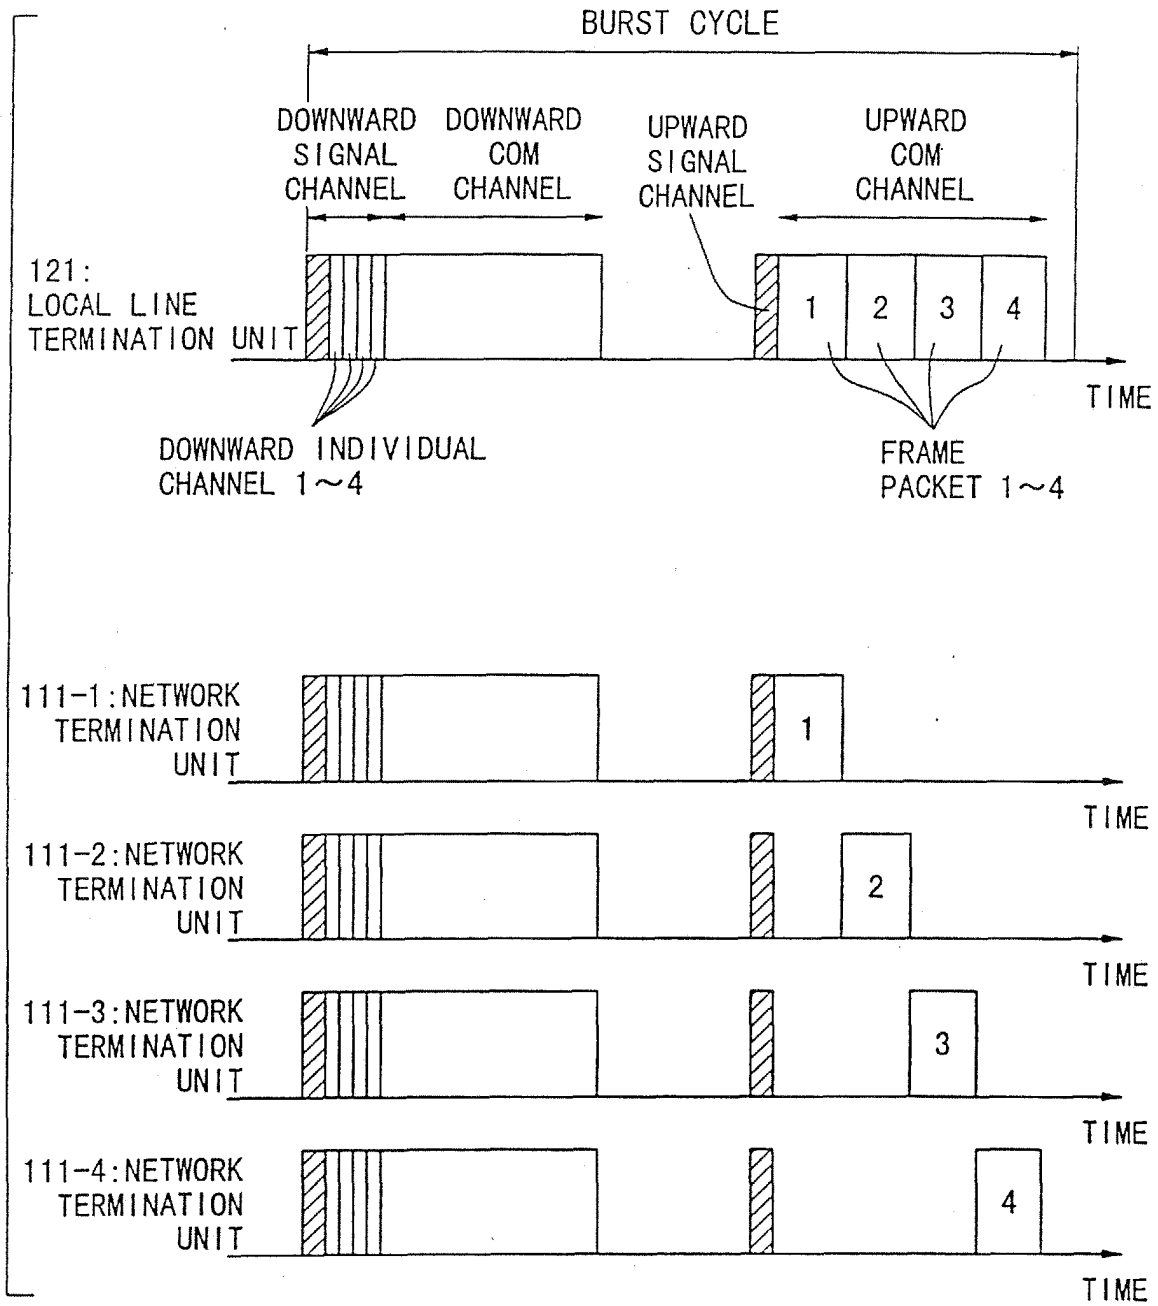 BURST CYCLE
DOWNWARD
SIGNAL
CHANNEL
DOWNWARD
COM
CHANNEL
UPWARD
SIGNAL
CHANNEL
UPWARD
COM
CHANNEL
121:
LOCAL LINE
TERMINATION UNIT
1 2 3 4
TIME
DOWNWARD INDIVIDUAL
CHANNEL 1~4
FRAME
PACKET 1~4
111-1:NETWORK
TERMINATION
UNIT
1
TIME
111-2:NETWORK
TERMINATION
UNIT
2
TIME
111-3:NETWORK
TERMINATION
UNIT
3
TIME
111-4:NETWORK
TERMINATION
UNIT
4
TIME